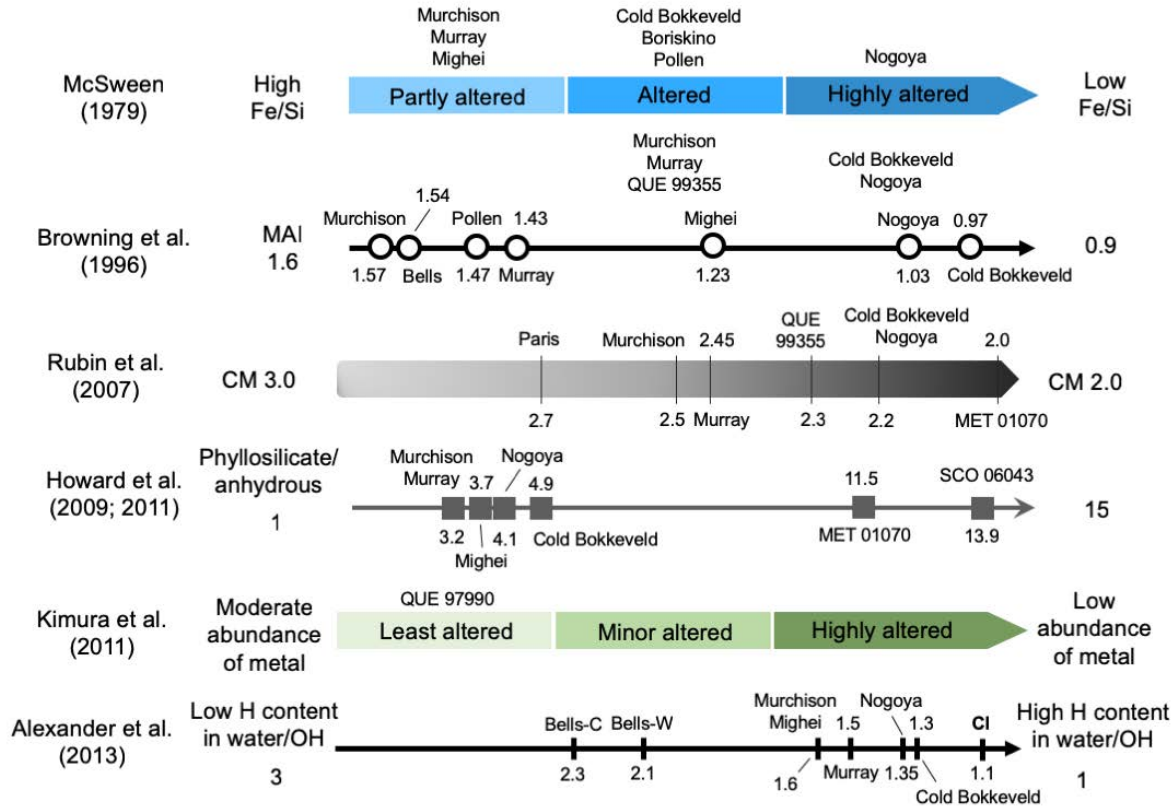 Murchison
Murray
Mighei
Cold Bokkeveld
Boriskino
Pollen
Nogoya
McSween
(1979)
High
Fe/Si
Partly altered
Altered
Highly altered
Low
Fe/Si
Murchison
Murray
QUE 99355
Cold Bokkeveld
Nogoya
Browning et al.
(1996)
MAI
1.6
Murchison
1.54
Pollen
1.43
Mighei
Nogoya
0.97
1.57
Bells
1.47
Murray
1.23
1.03
Cold Bokkeveld
0.9
Rubin et al.
(2007)
CM 3.0
Paris
Murchison
2.45
QUE
99355
Cold Bokkeveld
Nogoya
2.0
2.7
2.5
Murray
2.3
2.2
MET 01070
CM 2.0
Howard et al.
(2009; 2011)
Phyllosilicate/
anhydrous
1
Murchison
Murray
3.7
Nogoya
4.9
11.5
SCO 06043
3.2
Mighei
4.1
Cold Bokkeveld
MET 01070
13.9
15
Kimura et al.
(2011)
Moderate
abundance
of metal
QUE 97990
Least altered
Minor altered
Highly altered
Low
abundance
of metal
Alexander et al.
(2013)
Low H content
in water/OH
3
Bells-C
Bells-W
Murchison
Mighei
1.5
Nogoya
1.3
CI
2.3
2.1
1.6
Murray
1.35
Cold Bokkeveld
1.1
High H content
in water/OH
1